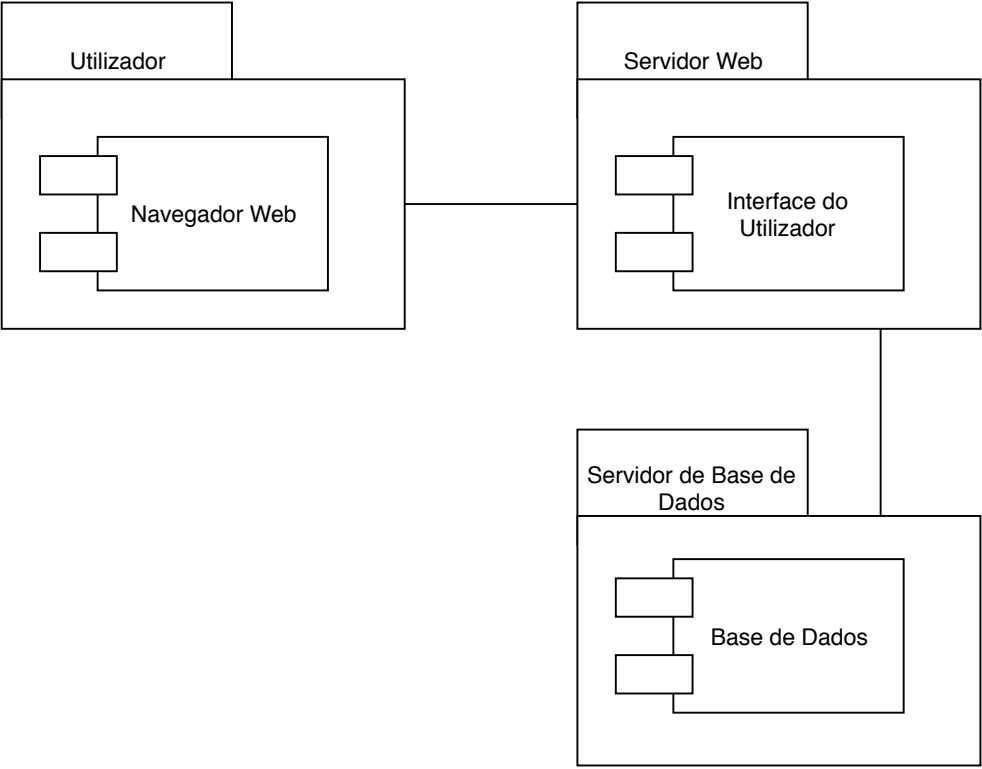 Utilizador
Servidor Web
Navegador Web
Interface do
Utilizador
Servidor de Base de
Dados
Base de Dados